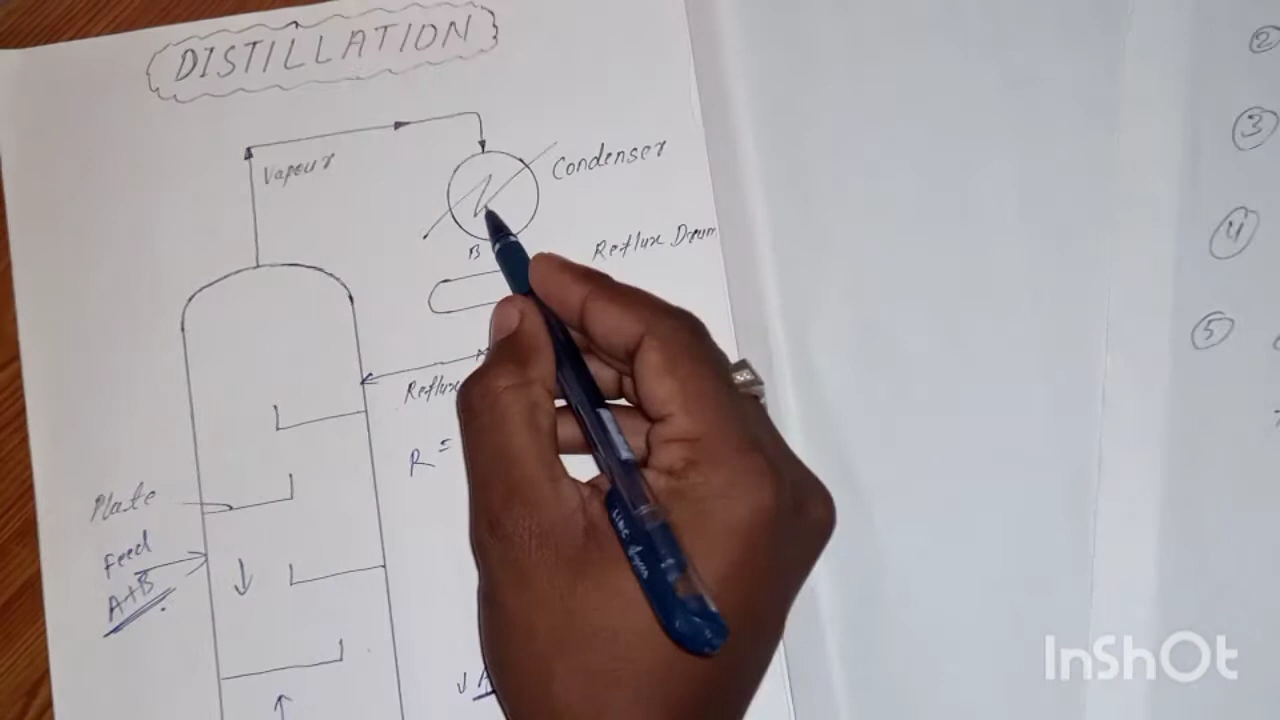 DISTILLATION
Vapour
Condenser
B
Reflux Drum
Reflux
R =
Plate
Feed
A+B
2
3
4
5
InShOt